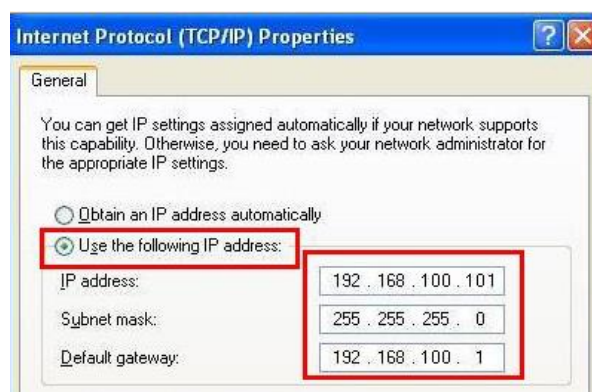 Internet Protocol (TCP/IP) Properties
General
You can get IP settings assigned automatically if your network supports
this capability. Otherwise, you need to ask your network administrator for
the appropriate IP settings.
Obtain an IP address automatically
Use the following IP address:
IP address: 192 . 168 . 100 . 101
Subnet mask: 255 . 255 . 255 . 0
Default gateway: 192 . 168 . 100 . 1